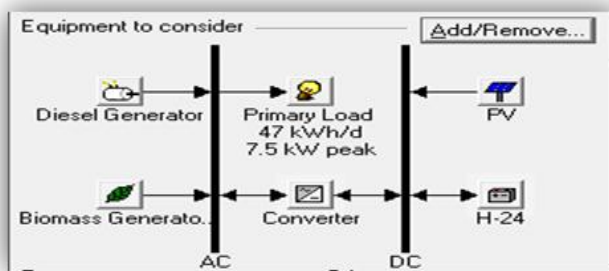 Equipment to consider
Add/Remove...
Diesel Generator
Primary Load
47 kWh/d
7.5 kW peak
PV
Biomass Generato..
Converter
H-24
AC
DC